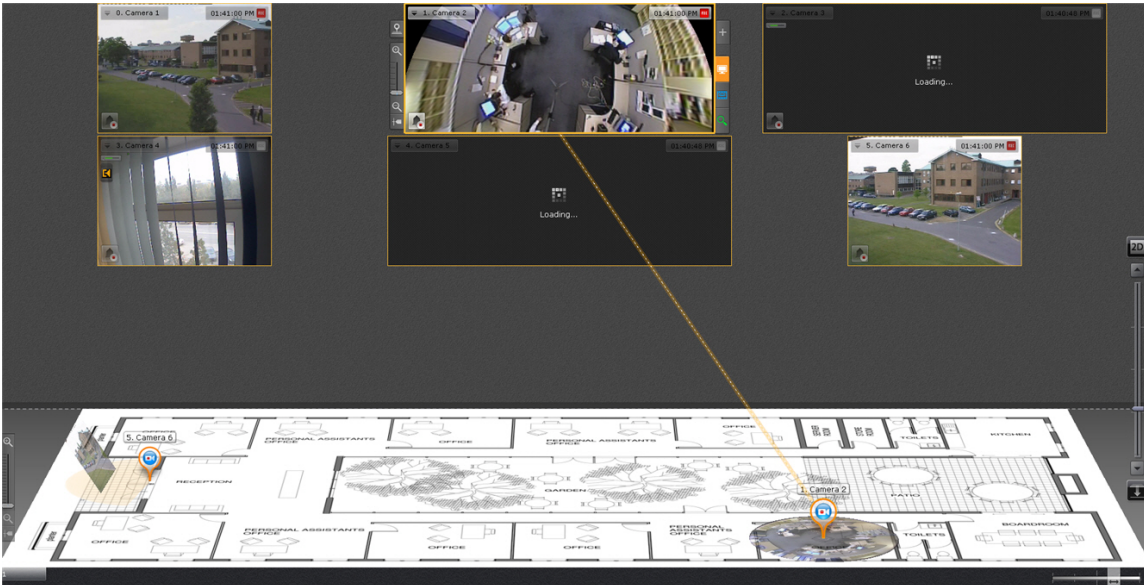 0. Camera 1
01:41:00 PM
1. Camera 2
01:41:00 PM
2. Camera 3
01:40:48 PM
Loading...
3. Camera 4
01:41:00 PM
4. Camera 5
01:40:48 PM
Loading...
5. Camera 6
01:41:00 PM
2D
5. Camera 6
PERSONAL ASSISTANTS
OFFICE
OFFICE
PERSONAL ASSISTANTS
OFFICE
OFFICE
TOILETS
KITCHEN
RECEPTION
GARDEN
1. Camera 2
PATIO
OFFICE
PERSONAL ASSISTANTS
OFFICE
OFFICE
OFFICE
PERSONAL
ASSISTANTS
OFFICE
TOILETS
BOARDROOM